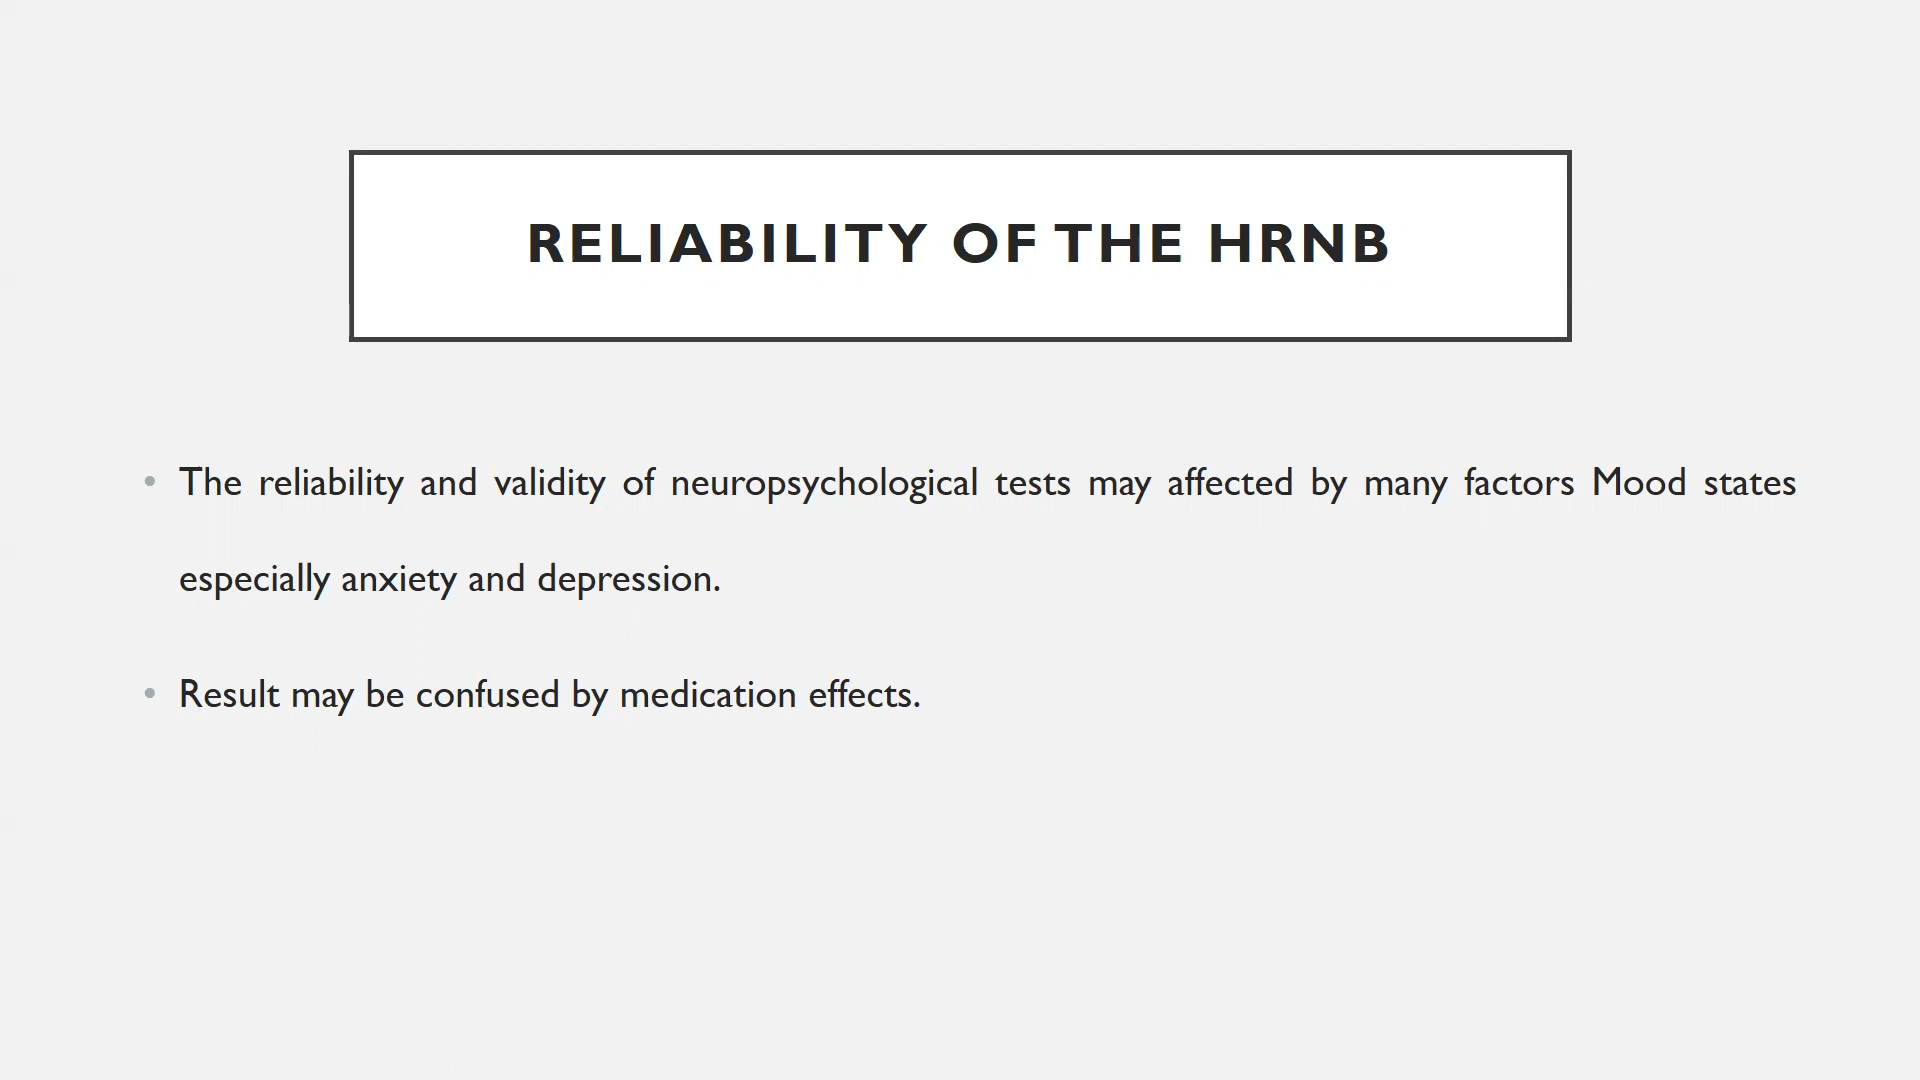 RELIABILITY OF THE HRNB
• The reliability and validity of neuropsychological tests may affected by many factors Mood states
especially anxiety and depression.
• Result may be confused by medication effects.